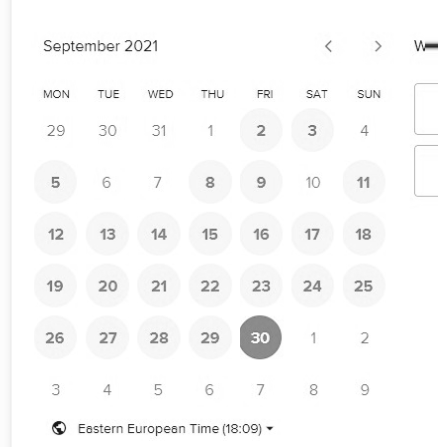 September 2021
MON TUE WED THU FRI SAT SUN
29 30 31 1 2 3 4
5 6 7 8 9 10 11
12 13 14 15 16 17 18
19 20 21 22 23 24 25
26 27 28 29 30 1 2
3 4 5 6 7 8 9
Eastern European Time (18:09)